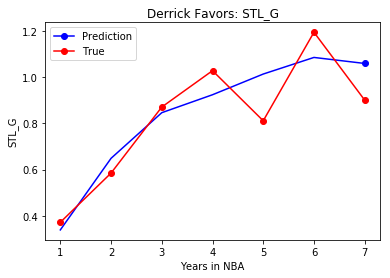 Derrick Favors: STL_G
Prediction
True
1.2
1.0
0.8
0.6
0.4
STL_G
1 2 3 4 5 6 7
Years in NBA